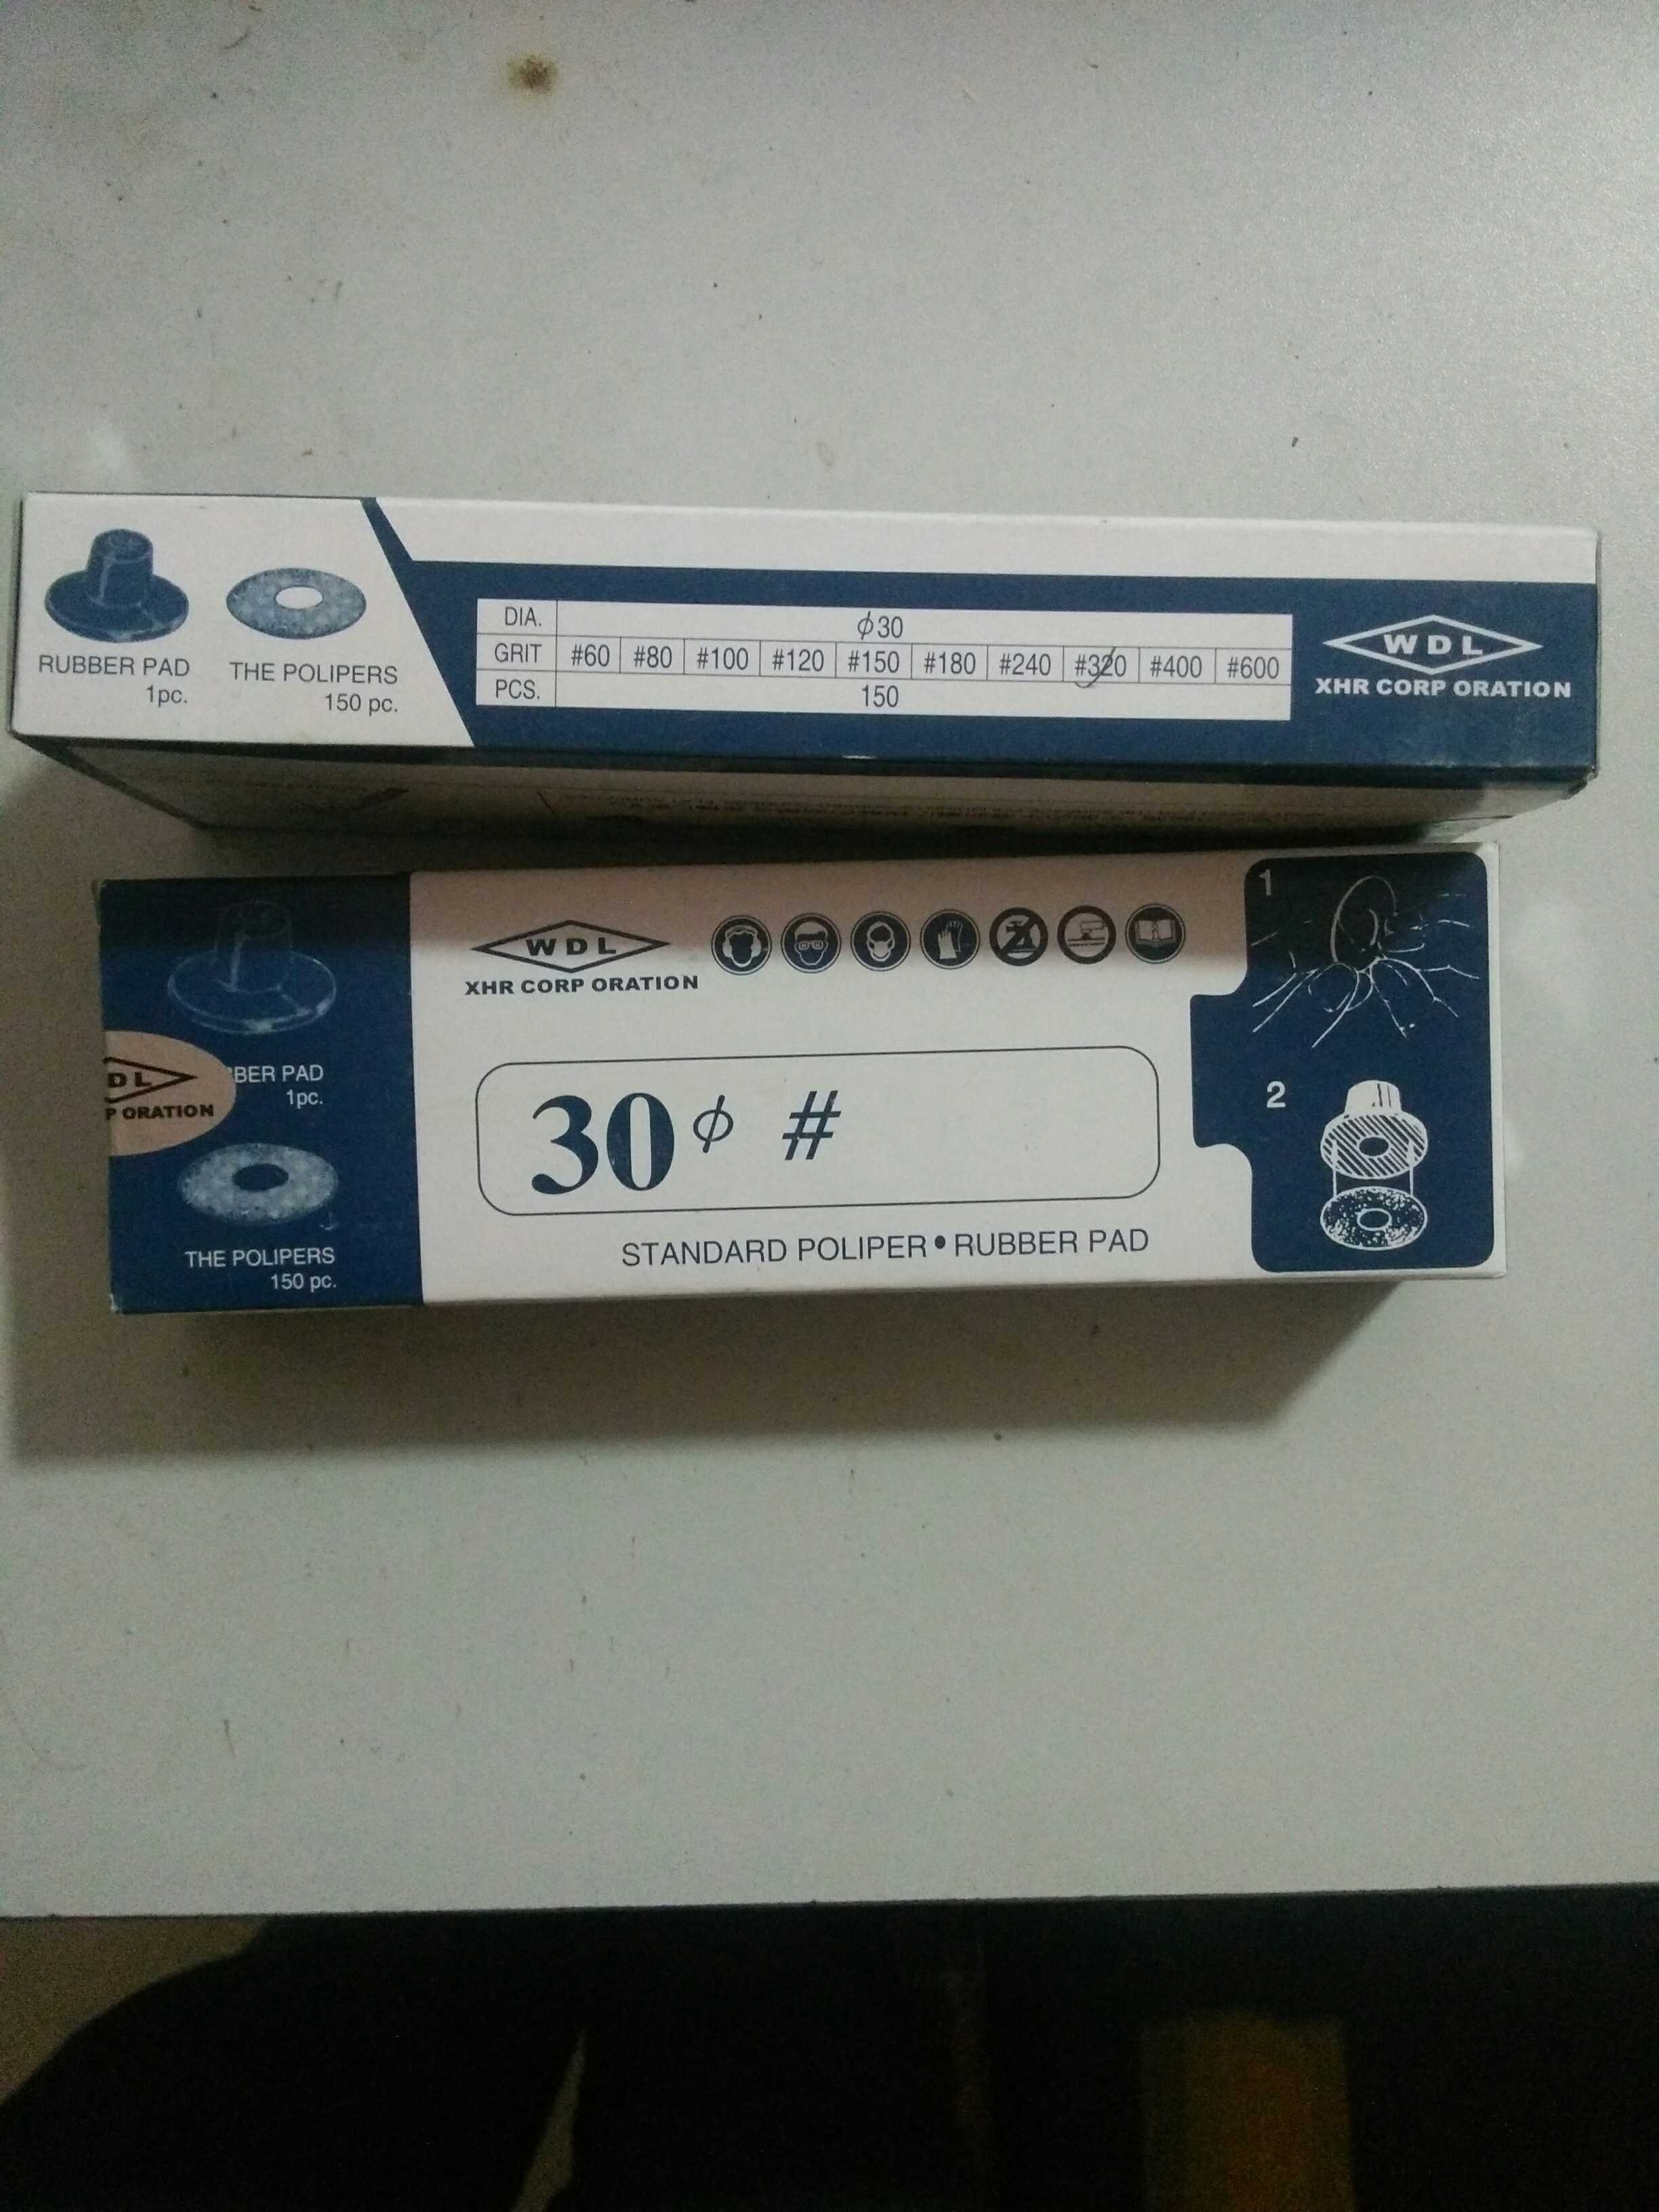 RUBBER PAD
1pc.
THE POLIPERS
150 pc.
DIA. φ30
GRIT #60 #80 #100 #120 #150 #180 #240 #320 #400 #600
PCS. 150
WDL
XHR CORP ORATION
DL
P ORATION
BER PAD
1pc.
THE POLIPERS
150 pc.
WDL
XHR CORP ORATION
30φ #
STANDARD POLIPER•RUBBER PAD
1
2